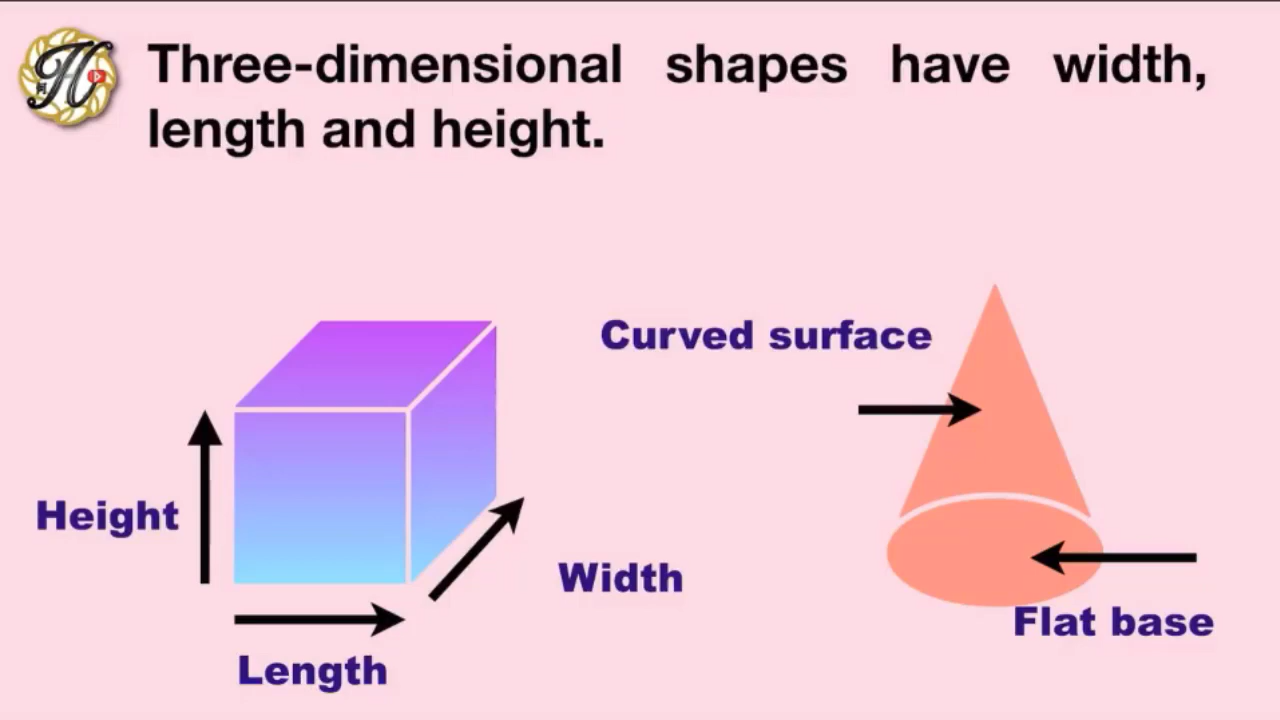 Three-dimensional shapes have width,
length and height.
Curved surface
Height
Width
Flat base
Length